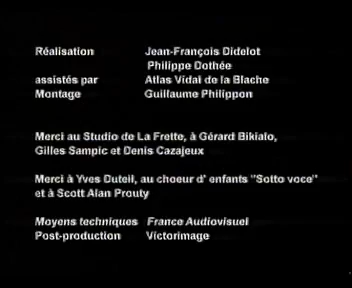 Réalisation Jean-François Didelot
Philippe Dothée
assistés par Atlas Vidal de la Blache
Montage Guillaume Philippon
Merci au Studio de La Frette, à Gérard Bikialo,
Gilles Sampic et Denis Cazajeux
Merci à Yves Duteil, au choeur d' enfants "Sotto voce"
et à Scott Alan Prouty
Moyens techniques France Audiovisuel
Post-production Victorimage